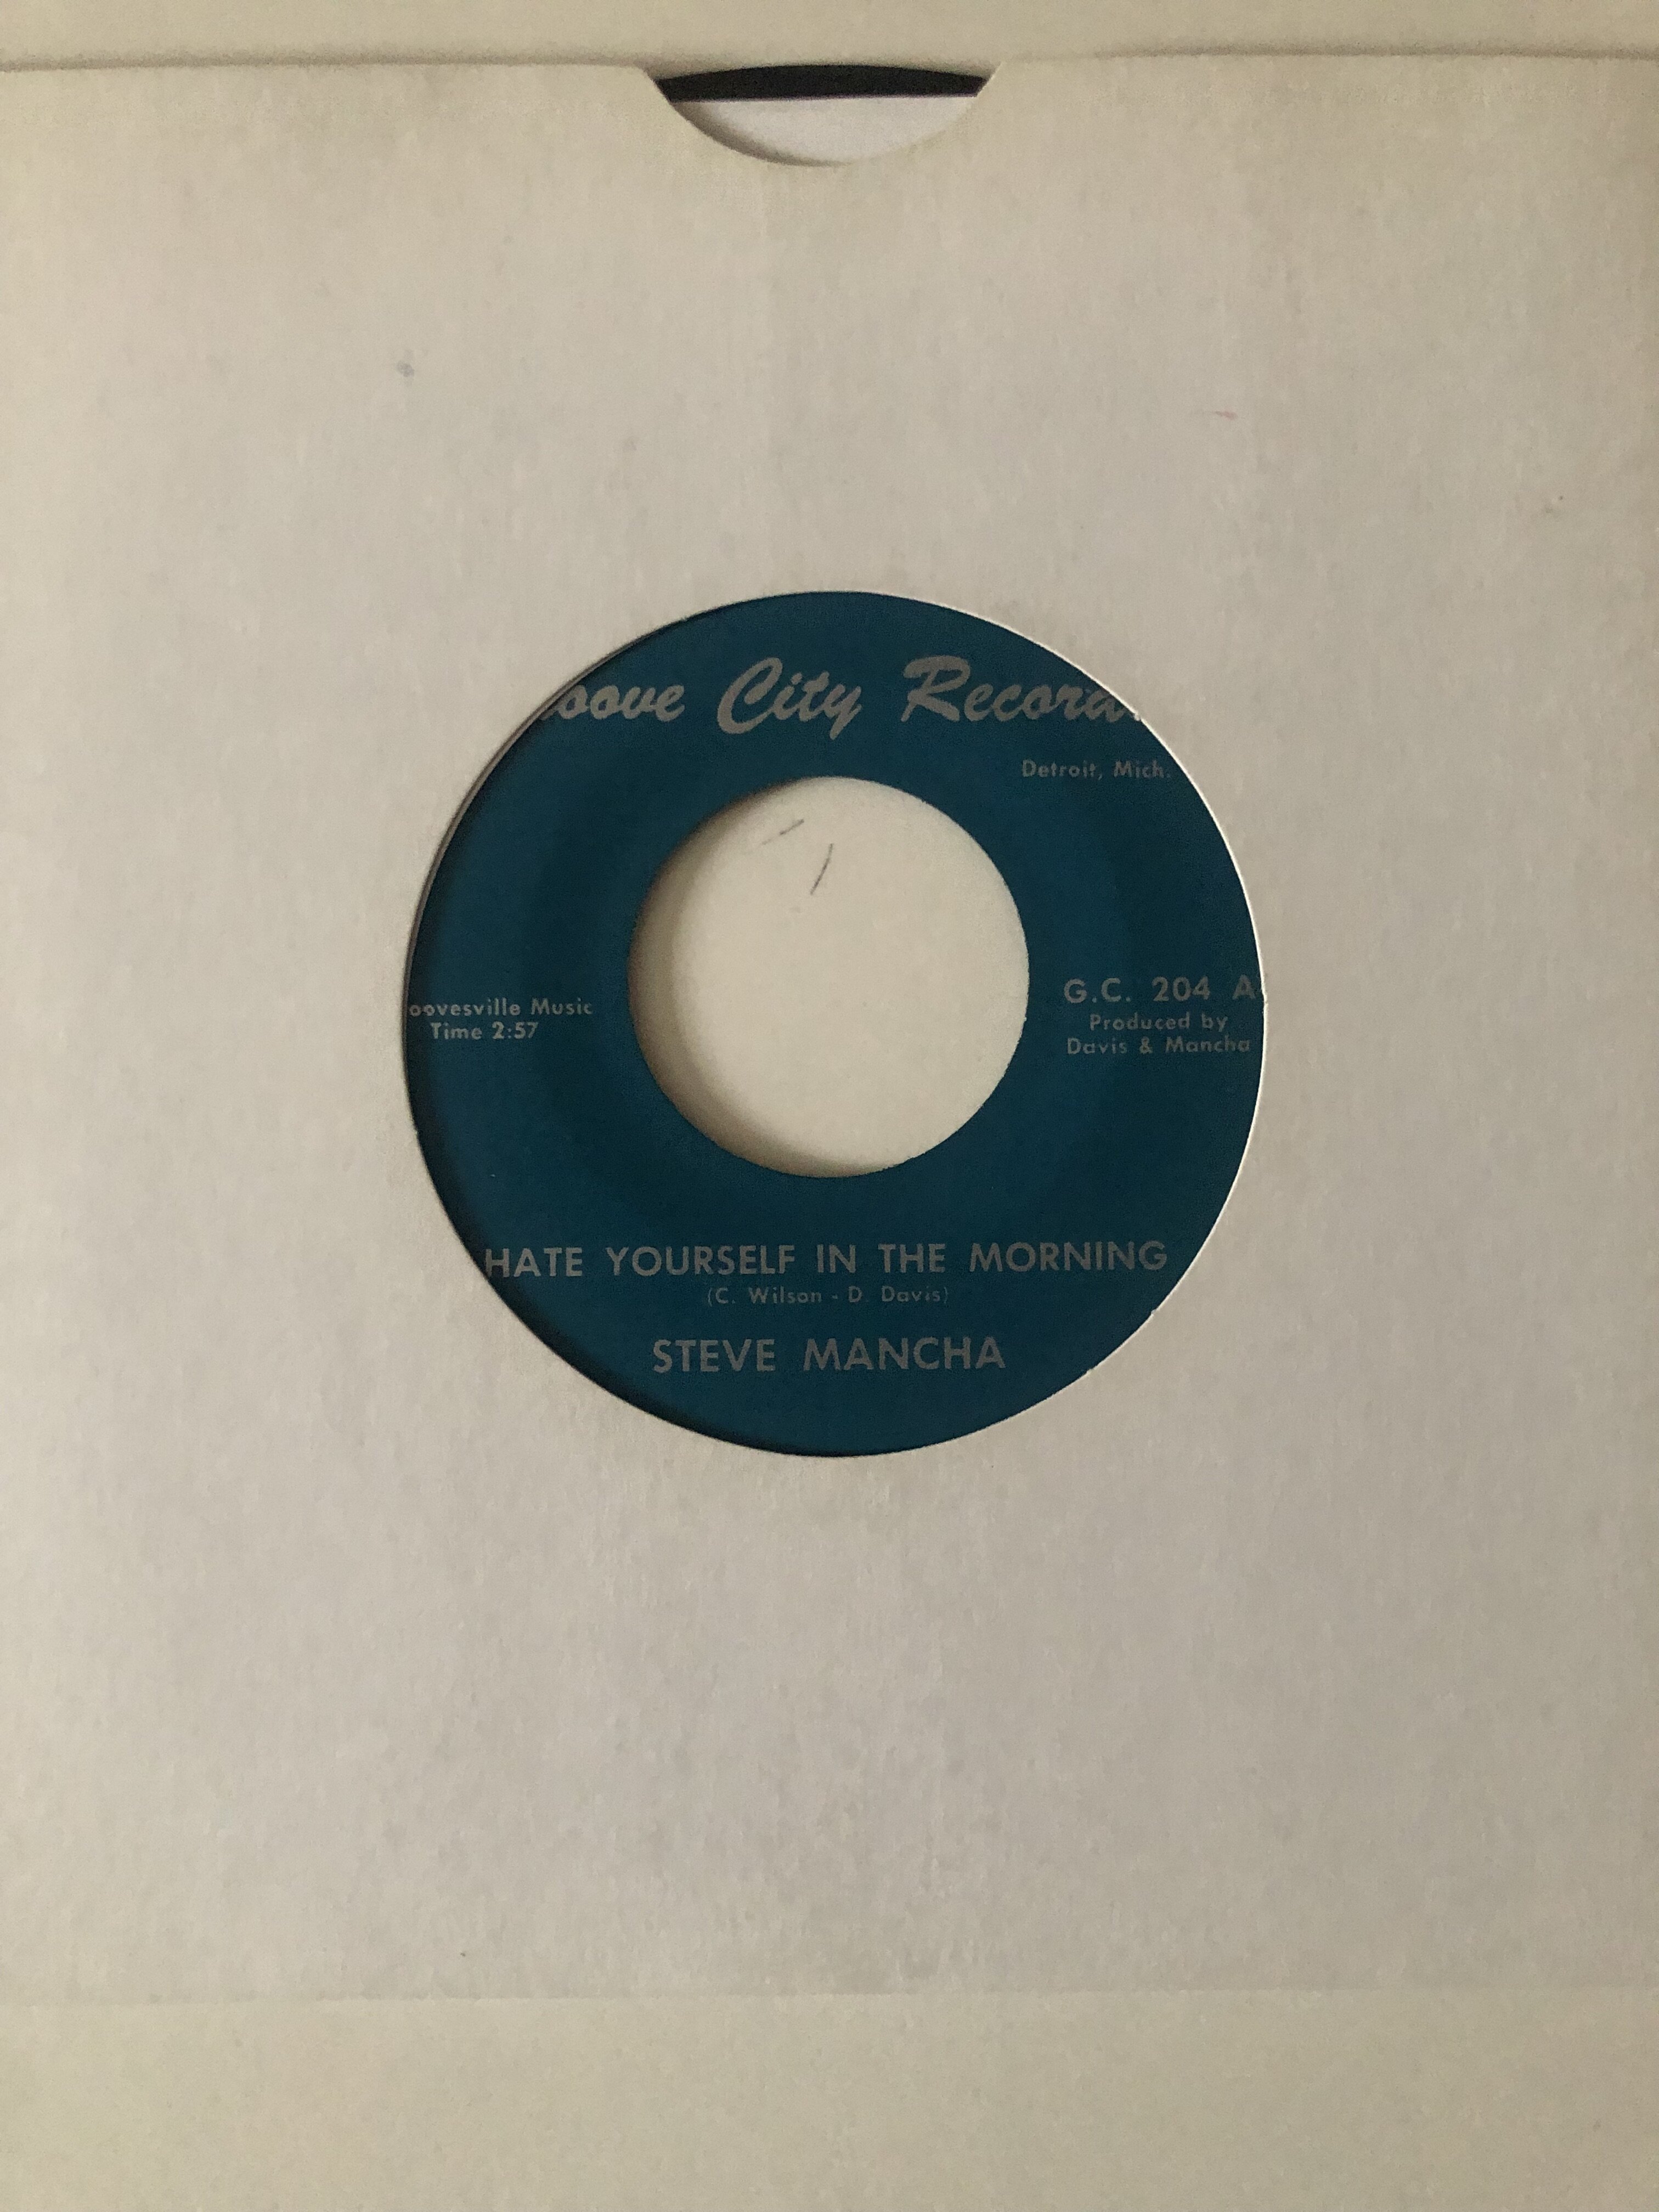 oove City Record
Detroit, Mich.
oovesville Music
Time 2:57
G.C. 204 A
Produced by
Davis & Mancha
HATE YOURSELF IN THE MORNING
(C. Wilson - D. Davis)
STEVE MANCHA